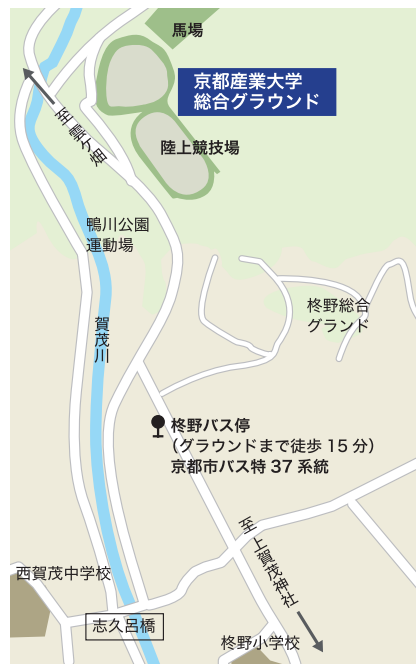 馬場
京都産業大学
総合グラウンド
至雲ケ畑
陸上競技場
鴨川公園
運動場
柊野総合
グランド
賀茂川
柊野バス停
(グラウンドまで徒歩 15 分)
京都市バス特 37 系統
至上賀茂神社
西賀茂中学校
志久呂橋
柊野小学校